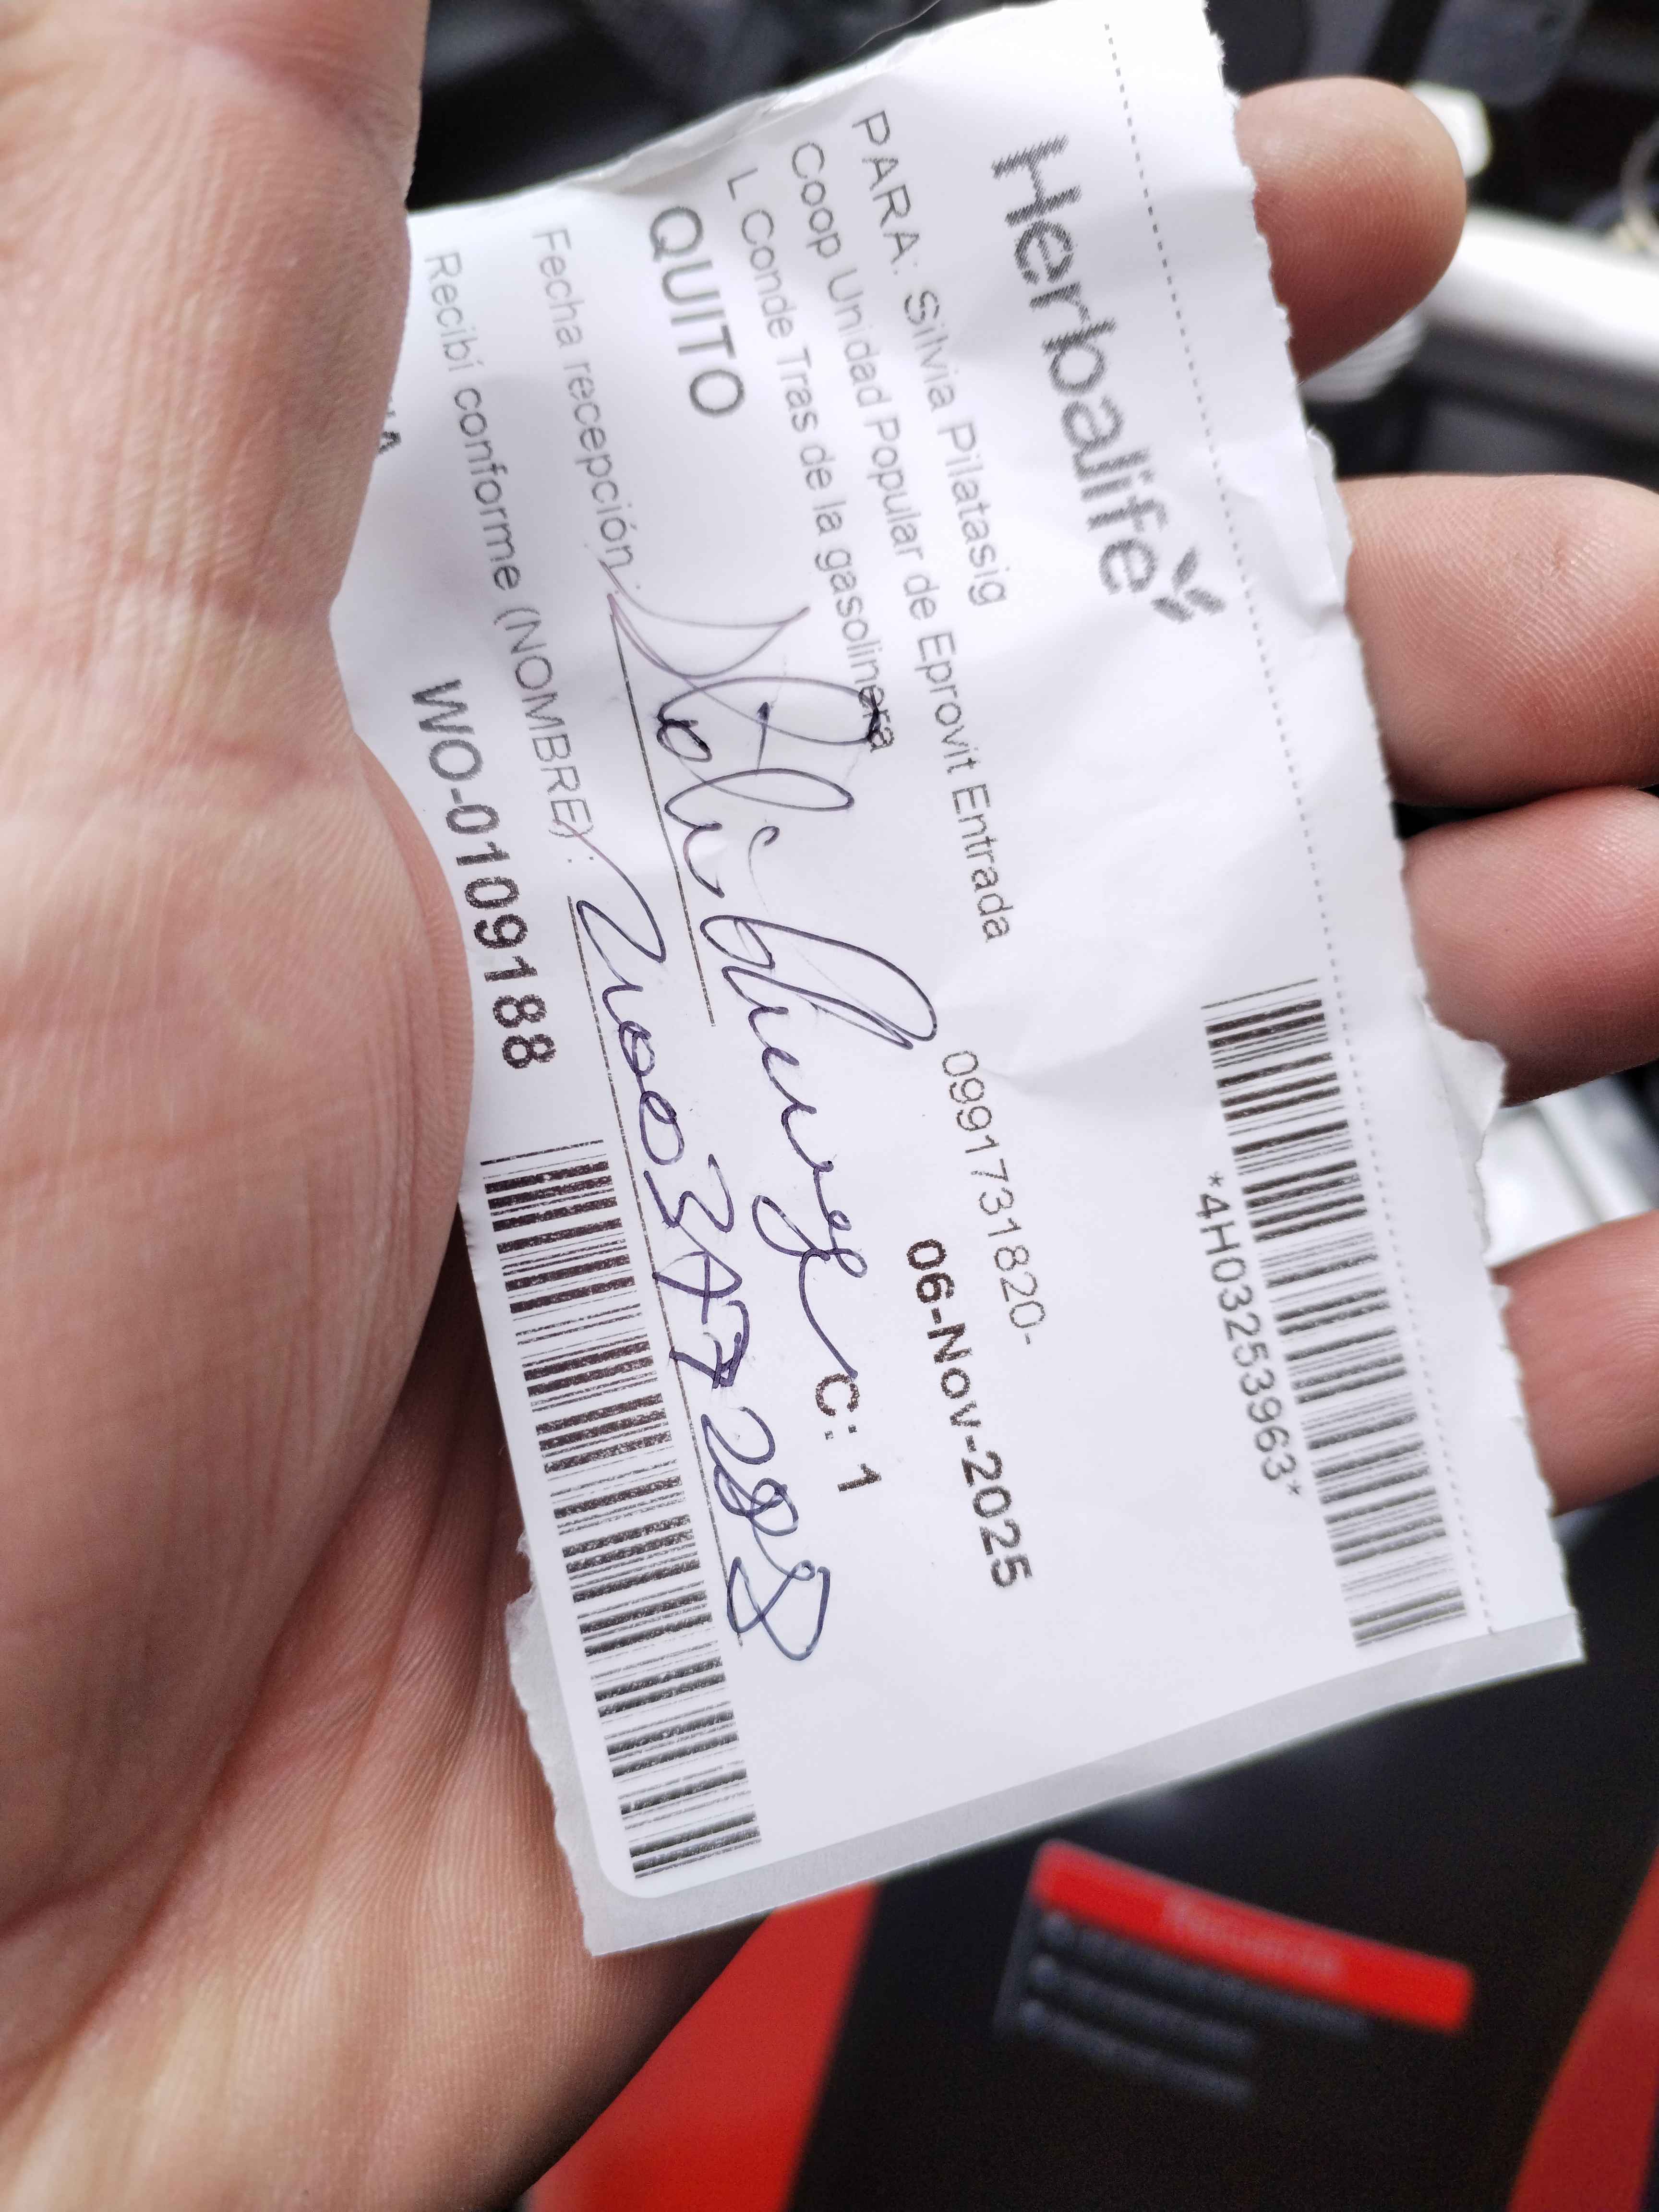 Herbalife
*4H03253963*
PARA: Silvia Pilatasig
Coop Unidad Popular de Eprovit Entrada 0991731820-
L Conde Tras de la gasolinera
06-Nov-2025
QUITO
C: 1
Fecha recepción:
Recibí conforme (NOMBRE):
WO-0109188